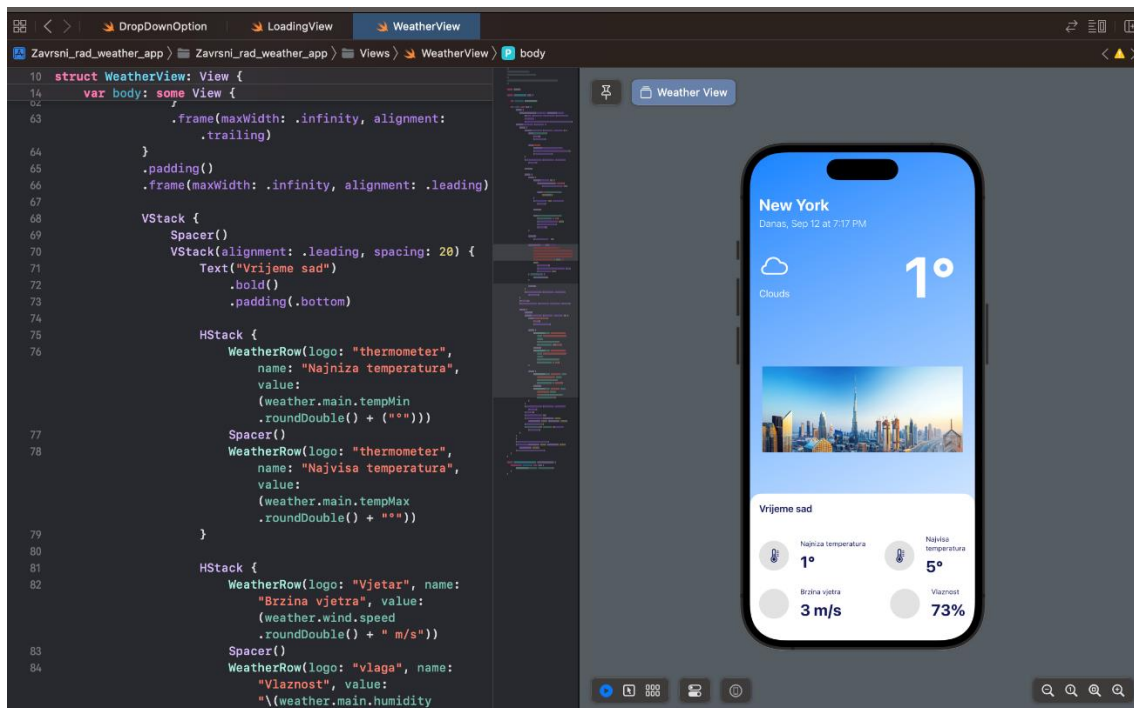 DropDownOption LoadingView WeatherView
Zavrsni_rad_weather_app Zavrsni_rad_weather_app Views WeatherView P body
10 struct WeatherView: View {
14 var body: some View {
62 }
63 .frame(maxWidth: .infinity, alignment:
.trailing)
64 }
65 .padding()
66 .frame(maxWidth: .infinity, alignment: .leading)
67
68 VStack {
69 Spacer()
70 VStack(alignment: .leading, spacing: 20) {
71 Text("Vrijeme sad")
72 .bold()
73 .padding(.bottom)
74
75 HStack {
76 WeatherRow(logo: "thermometer",
name: "Najniza temperatura",
value:
(weather.main.tempMin
.roundDouble() + ("°")))
77 Spacer()
78 WeatherRow(logo: "thermometer",
name: "Najvisa temperatura",
value:
(weather.main.tempMax
.roundDouble() + "°"))
79 }
80
81 HStack {
82 WeatherRow(logo: "Vjetar", name:
"Brzina vjetra", value:
(weather.wind.speed
.roundDouble() + " m/s"))
83 Spacer()
84 WeatherRow(logo: "vlaga", name:
"Vlaznost", value:
"\(weather.main.humidity
Weather View
New York
Danas, Sep 12 at 7:17 PM
1°
Clouds
Vrijeme sad
Najniza temperatura
1°
Najvisa
temperatura
5°
Brzina vjetra
3 m/s
Vlaznost
73%